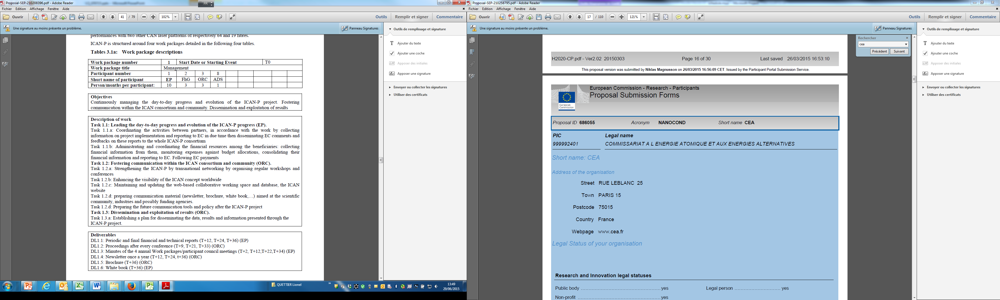 Proposal-SEP-210208396.pdf - Adobe Reader
FR
Fichier Edition Affichage Fenêtre Aide
Ouvrir 41 / 79 102% Outils Remplir et signer Commentaire
Une signature au moins présente un problème. Panneau Signatures
performances with two other CAN laser platforms of respectively 64 and 19 fibres.
ICAN-P is structured around four work packages detailed in the following four tables.
Tables 3.1a: Work package descriptions
Work package number 1 Start Date or Starting Event T0
Work package title Management
Participant number 1 2 3 8
Short name of participant EP FhG ORC ADS
Person/months per participant: 10 3 3 1
Objectives
Continuously managing the day-to-day progress and evolution of the ICAN-P project. Fostering
communication within the ICAN consortium and community. Dissemination and exploitation of results
Description of work
Task 1.1: Leading the day-to-day progress and evolution of the ICAN-P progress (EP).
Task 1.1.a: Coordinating the activities between partners, in accordance with the work by collecting
information on project implementation and reporting to EC in due time then disseminating EC comments and
feedbacks on these reports to the whole ICAN-P consortium
Task 1.1.b: Administrating and coordinating the financial resources among the beneficiaries: collecting
financial information from them, monitoring expenses against budget allocations, consolidating their
financial information and reporting to EC. Following EC payments
Task 1.2: Fostering communication within the ICAN consortium and community (ORC).
Task 1.2.a: Strengthening the ICAN-P by transnational networking by organising regular workshops and
conferences
Task 1.2.b: Enhancing the visibility of the ICAN concept worldwide
Task 1.2.c: Maintaining and updating the web-based collaborative working space and database, the ICAN
website
Task 1.2.d: preparing communication material (newsletter, brochure, white book,…) aimed at the scientific
community, industries and possibly funding agencies.
Task 1.2.d: Preparing the future communication tools and policy after the ICAN-P project
Task 1.3: Dissemination and exploitation of results (ORC).
Task 1.3.a: Establishing a plan for disseminating the data, results and information presented through the
ICAN-P project.
Deliverables
DL1.1: Periodic and final financial and technical reports (T+12, T+24, T+36) (EP)
DL1.2: Proceedings after every conference (T+9, T+21, T+33) (ORC)
DL1.3: Minutes of the 4 annual Work packages/participant council meetings (T+2, T+12,T+22,T+34) (EP)
DL1.4: Newsletter once a year (T+12, T+24, t+36) (ORC)
DL1.5: Brochure (T+36) (ORC)
DL1.6: White book (T+36) (EP)
Outils de remplissage et signature
Ajouter du texte
Ajouter une coche
Apposer des initiales
Apposer une signature
Envoyer ou collecter les signatures
Utiliser des certificats
QUETTIER Lionel
13:49
29/06/2015
Proposal-SEP-210258795.pdf - Adobe Reader
Fichier Edition Affichage Fenêtre Aide
Ouvrir 17 / 110 121% Outils Remplir et signer Commentaire
Une signature au moins présente un problème. Panneau Signatures
Rechercher
cea
Précédent Suivant
H2020-CP.pdf - Ver2.02 20150303 Page 16 of 30 Last saved 26/03/2015 16:53:10
This proposal version was submitted by Niklas Magnusson on 26/03/2015 16:56:09 CET. Issued by the Participant Portal Submission Service.
European Commission - Research - Participants
Proposal Submission Forms
European
Commission
Proposal ID 686055 Acronym NANOCOND Short name CEA
PIC Legal name
999992401 COMMISSARIAT A L ENERGIE ATOMIQUE ET AUX ENERGIES ALTERNATIVES
Short name: CEA
Address of the organisation
Street RUE LEBLANC 25
Town PARIS 15
Postcode 75015
Country France
Webpage www.cea.fr
Legal Status of your organisation
Research and Innovation legal statuses
Public body ....................................................yes Legal person .............................. yes
Non-profit ......................................................yes
Outils de remplissage et signature
Ajouter du texte
Ajouter une coche
Apposer des initiales
Apposer une signature
Envoyer ou collecter les signatures
Utiliser des certificats